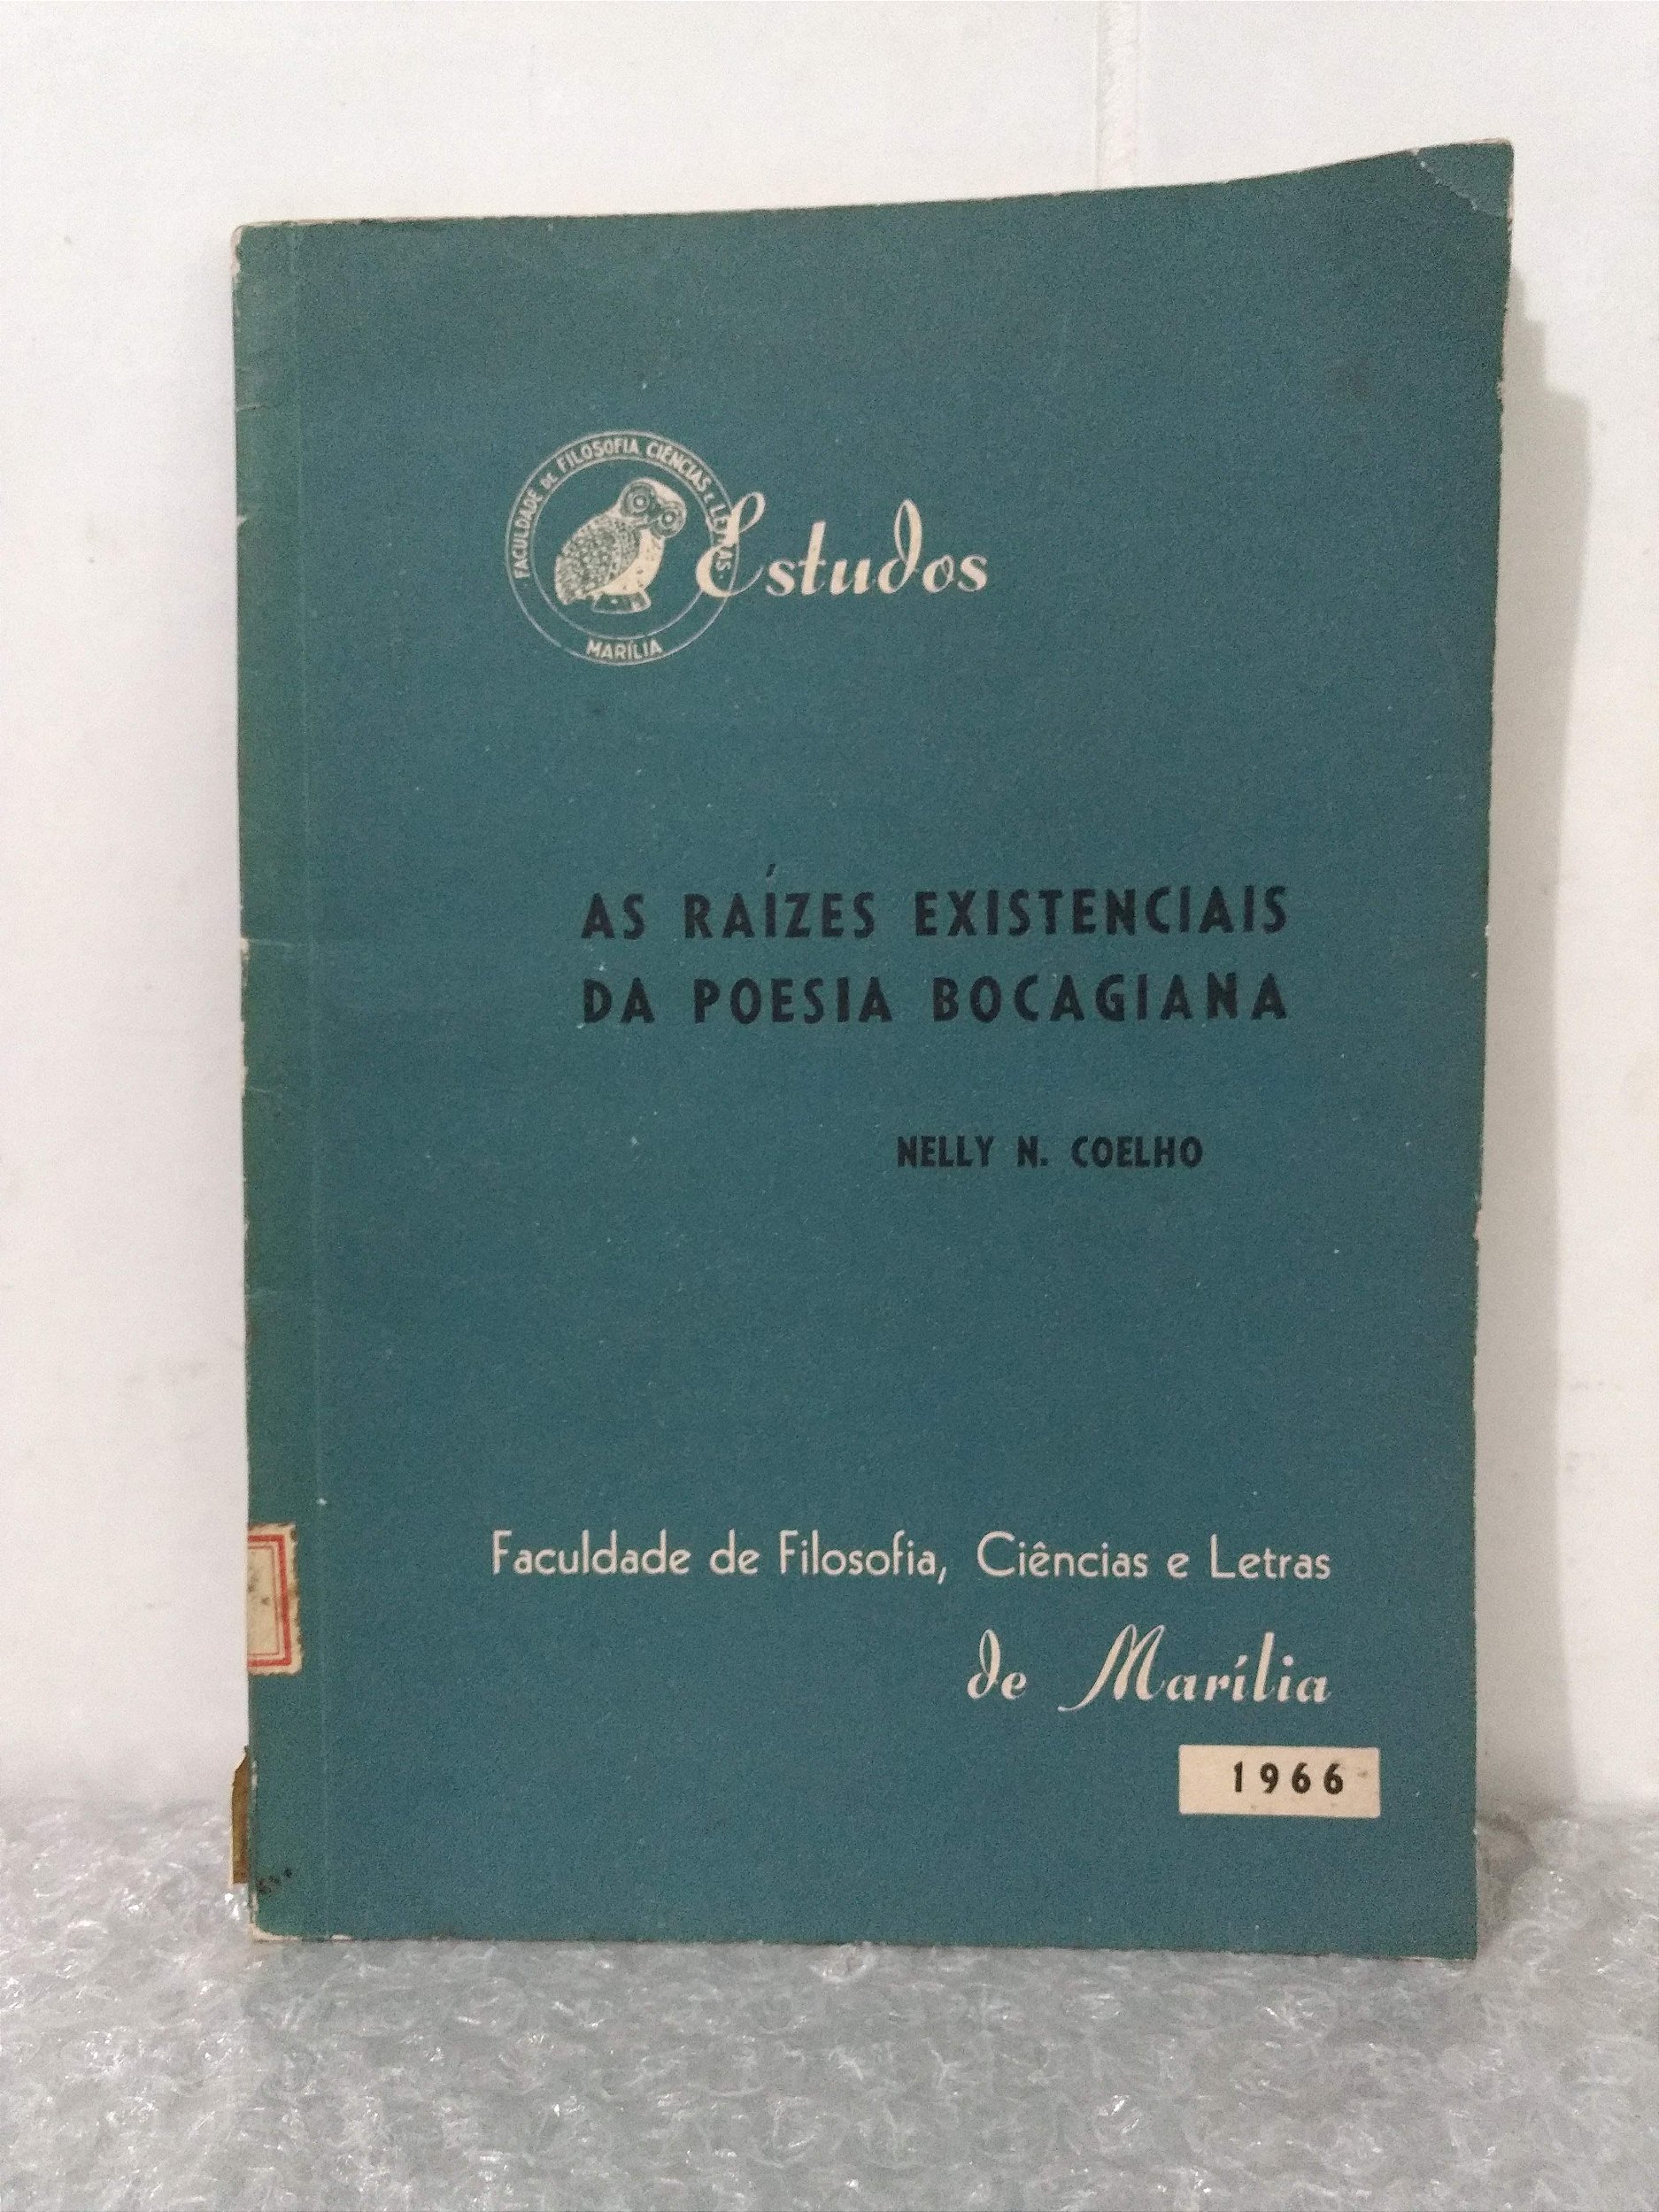 FACULDADE DE FILOSOFIA, CIÊNCIAS E LETRAS
MARÍLIA
Estudos
AS RAÍZES EXISTENCIAIS
DA POESIA BOCAGIANA
NELLY N. COELHO
Faculdade de Filosofia, Ciências e Letras
de Marília
1966